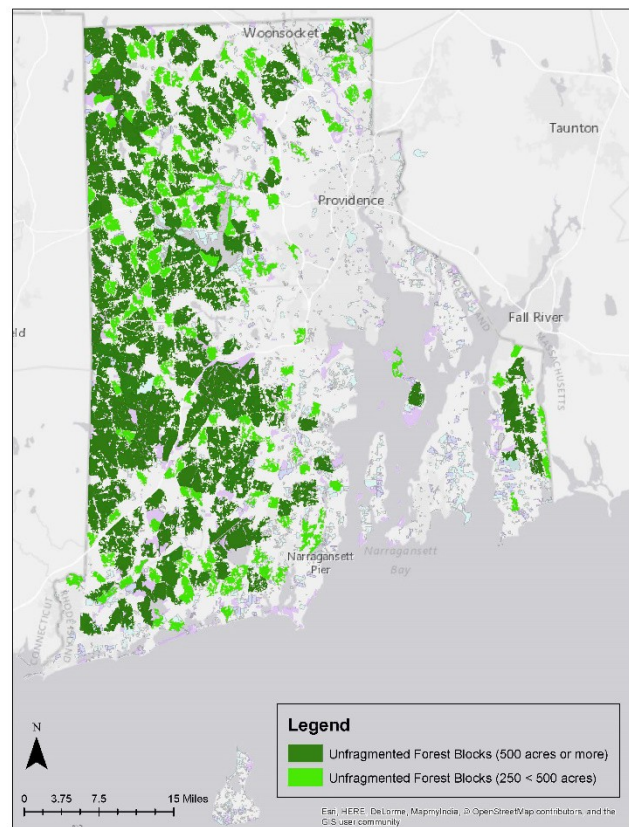 Woonsocket
Taunton
Providence
RHODE ISLAND
Fall River
MASSACHUSETTS
eld
Narragansett
Pier
Narragansett
Bay
CONNECTICUT
N
Legend
Unfragmented Forest Blocks (500 acres or more)
Unfragmented Forest Blocks (250 < 500 acres)
0 3.75 7.5 15 Miles
Esri, HERE, DeLorme, MapmyIndia, © OpenStreetMap contributors, and the
GIS user community